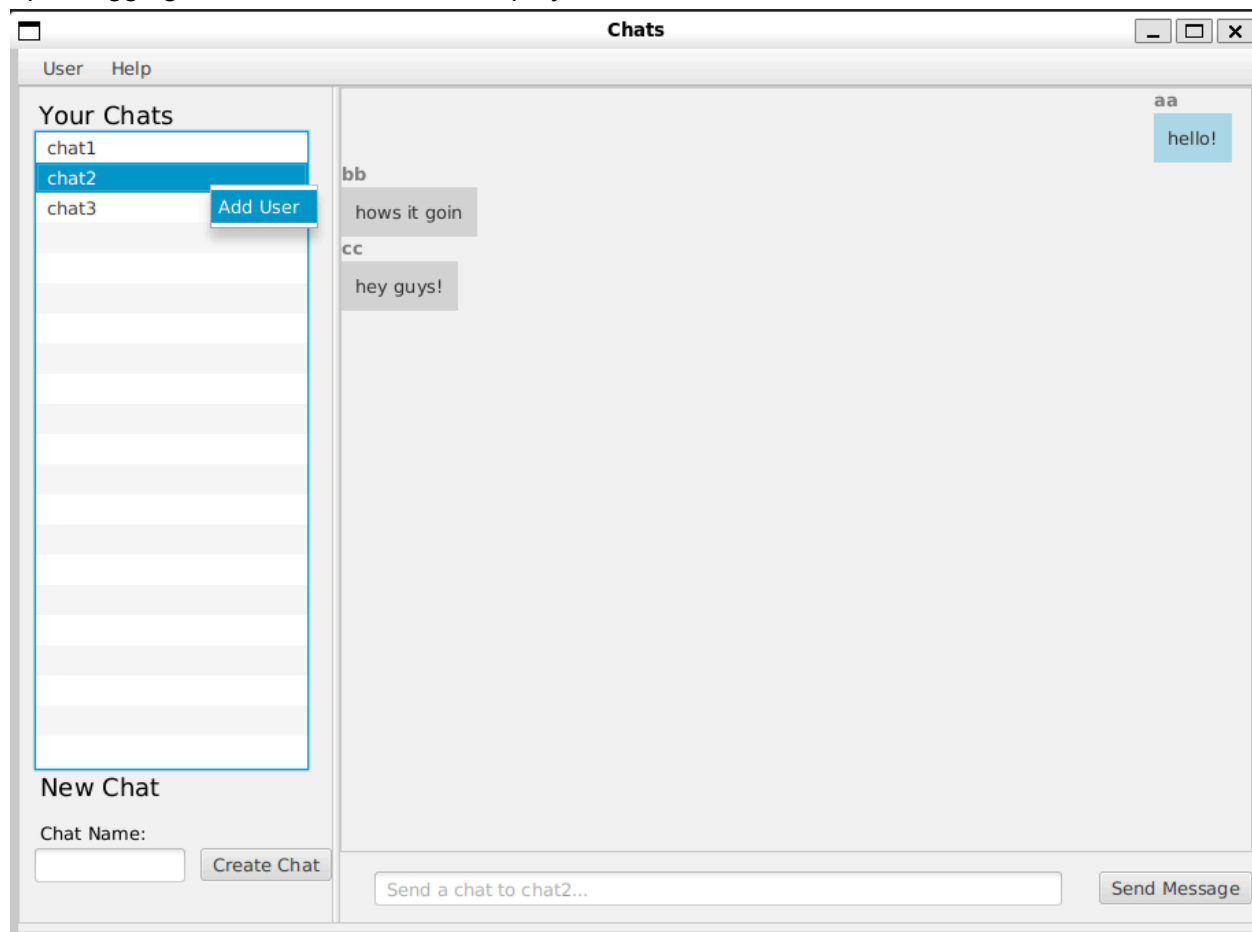 Chats
User Help
Your Chats
chat1
chat2
chat3
Add User
New Chat
Chat Name:
Create Chat
aa
hello!
bb
hows it goin
cc
hey guys!
Send a chat to chat2...
Send Message